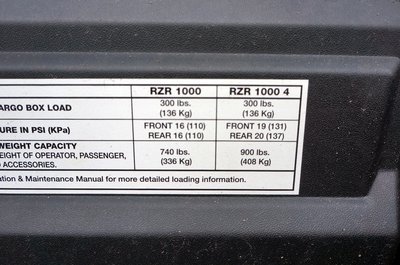 RZR 1000 RZR 1000 4
ARGO BOX LOAD 300 lbs. 300 lbs.
(136 Kg) (136 Kg)
URE IN PSI (KPa) FRONT 16 (110) FRONT 19 (131)
REAR 16 (110) REAR 20 (137)
WEIGHT CAPACITY 740 lbs. 900 lbs.
EIGHT OF OPERATOR, PASSENGER, (336 Kg) (408 Kg)
ACCESSORIES.
ation & Maintenance Manual for more detailed loading information.